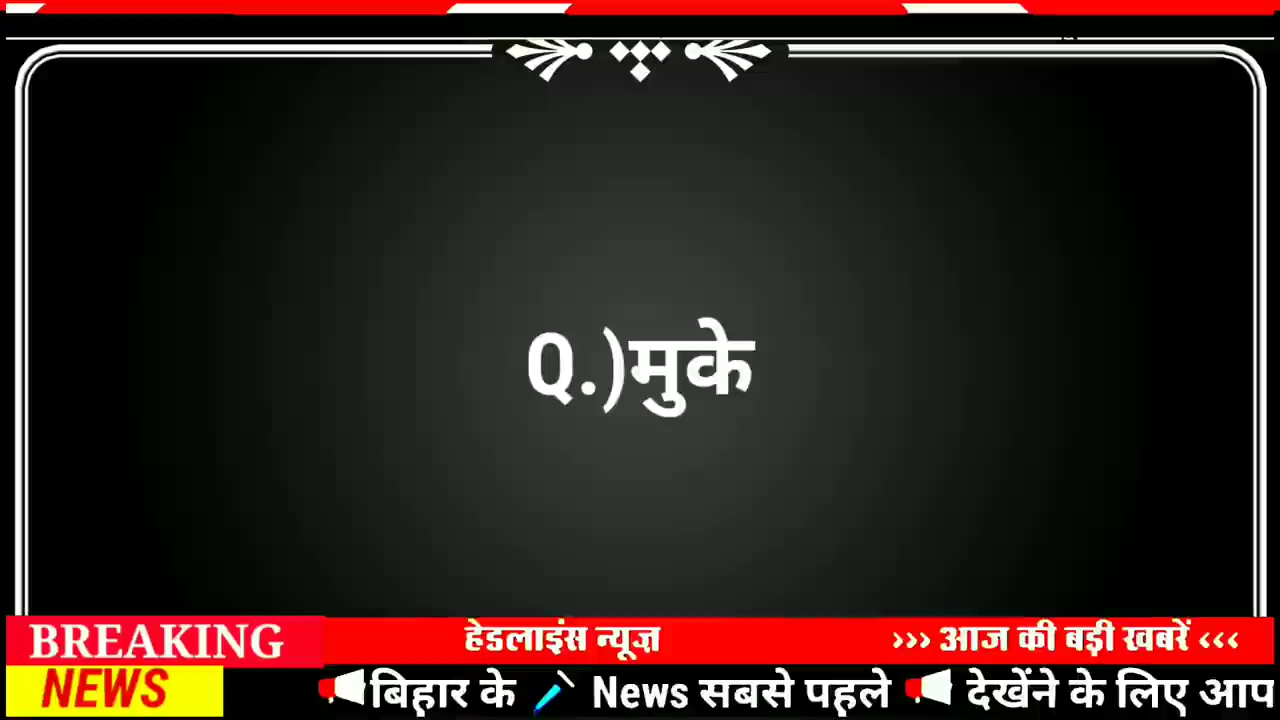 Q.)मुके
BREAKING
हेडलाइंस न्यूज़
››› आज की बड़ी खबरें ‹‹‹
NEWS
बिहार के News सबसे पहले देखेंने के लिए आप